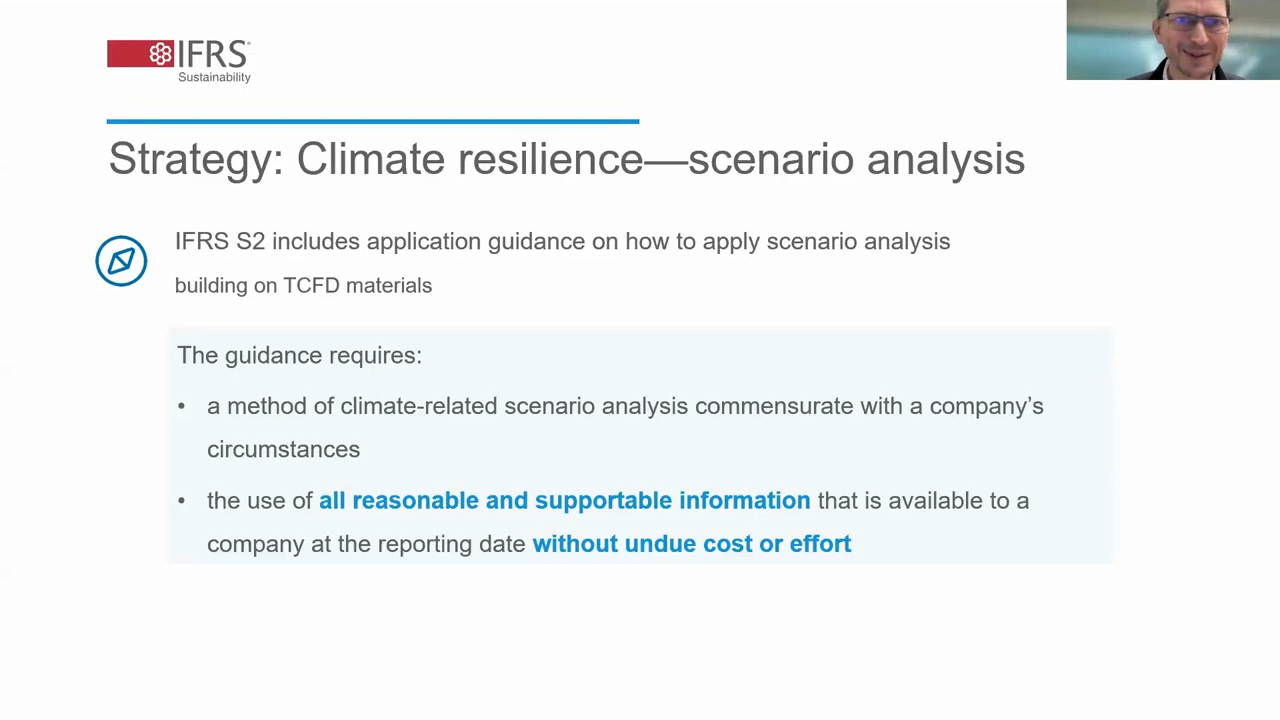 IFRS
Sustainability
Strategy: Climate resilience—scenario analysis
IFRS S2 includes application guidance on how to apply scenario analysis
building on TCFD materials
The guidance requires:
• a method of climate-related scenario analysis commensurate with a company’s
circumstances
• the use of all reasonable and supportable information that is available to a
company at the reporting date without undue cost or effort